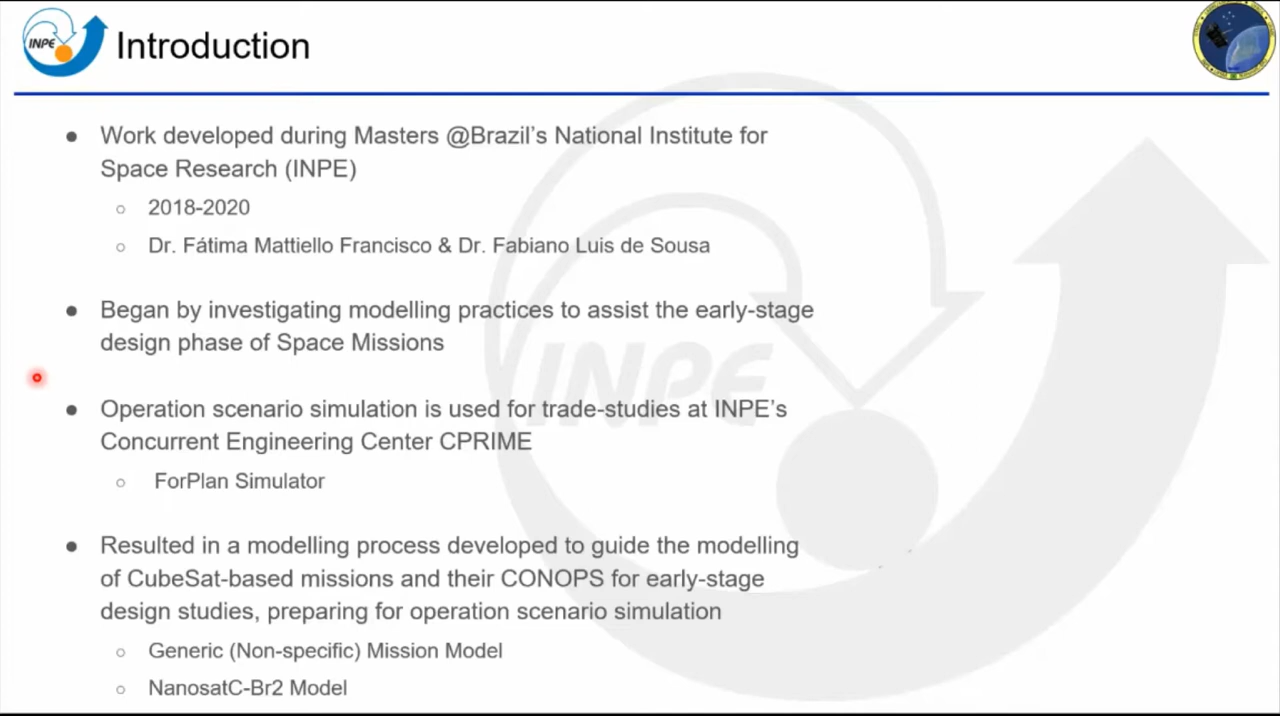 INPE
Introduction
● Work developed during Masters @Brazil's National Institute for
Space Research (INPE)
○ 2018-2020
○ Dr. Fátima Mattiello Francisco & Dr. Fabiano Luis de Sousa
● Began by investigating modelling practices to assist the early-stage
design phase of Space Missions
INPE
● Operation scenario simulation is used for trade-studies at INPE's
Concurrent Engineering Center CPRIME
○ ForPlan Simulator
● Resulted in a modelling process developed to guide the modelling
of CubeSat-based missions and their CONOPS for early-stage
design studies, preparing for operation scenario simulation
○ Generic (Non-specific) Mission Model
○ NanosatC-Br2 Model